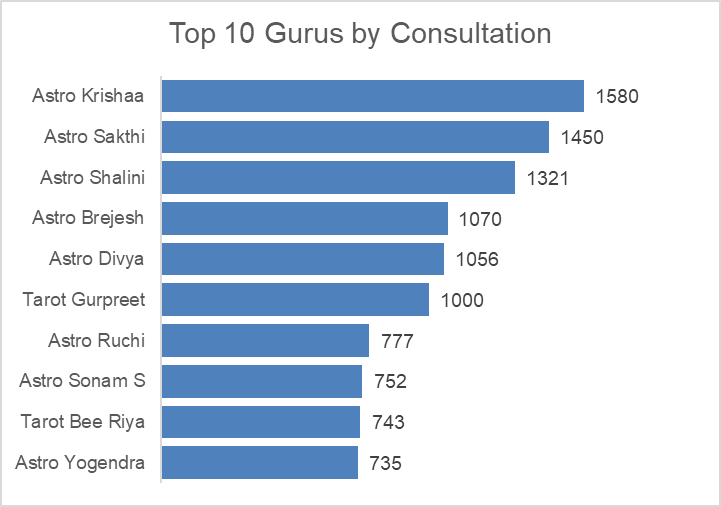 Top 10 Gurus by Consultation
Astro Krishaa 1580
Astro Sakthi 1450
Astro Shalini 1321
Astro Brejesh 1070
Astro Divya 1056
Tarot Gurpreet 1000
Astro Ruchi 777
Astro Sonam S 752
Tarot Bee Riya 743
Astro Yogendra 735